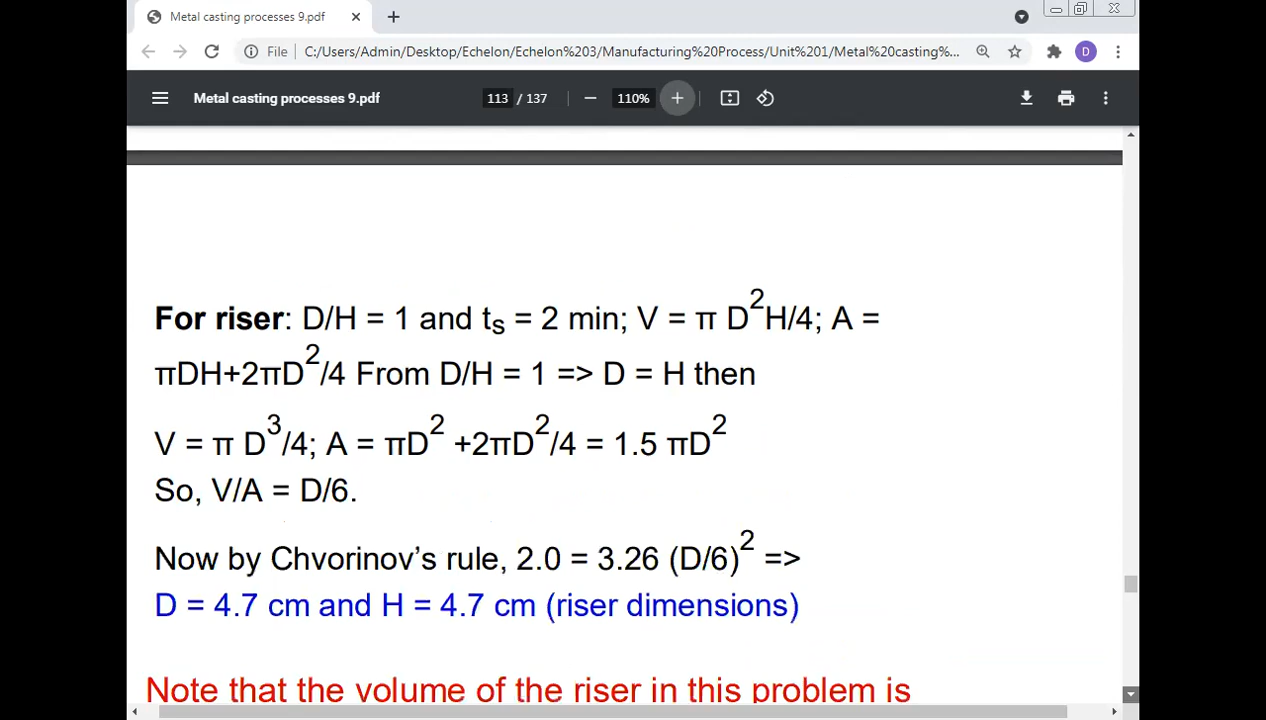 Metal casting processes 9.pdf
File C:/Users/Admin/Desktop/Echelon/Echelon%203/Manufacturing%20Process/Unit%201/Metal%20casting%... D
Metal casting processes 9.pdf 113 / 137 110%
For riser: D/H = 1 and ts = 2 min; V = π D²H/4; A =
πDH+2πD²/4 From D/H = 1 => D = H then
V = π D³/4; A = πD² +2πD²/4 = 1.5 πD²
So, V/A = D/6.
Now by Chvorinov’s rule, 2.0 = 3.26 (D/6)² =>
D = 4.7 cm and H = 4.7 cm (riser dimensions)
Note that the volume of the riser in this problem is